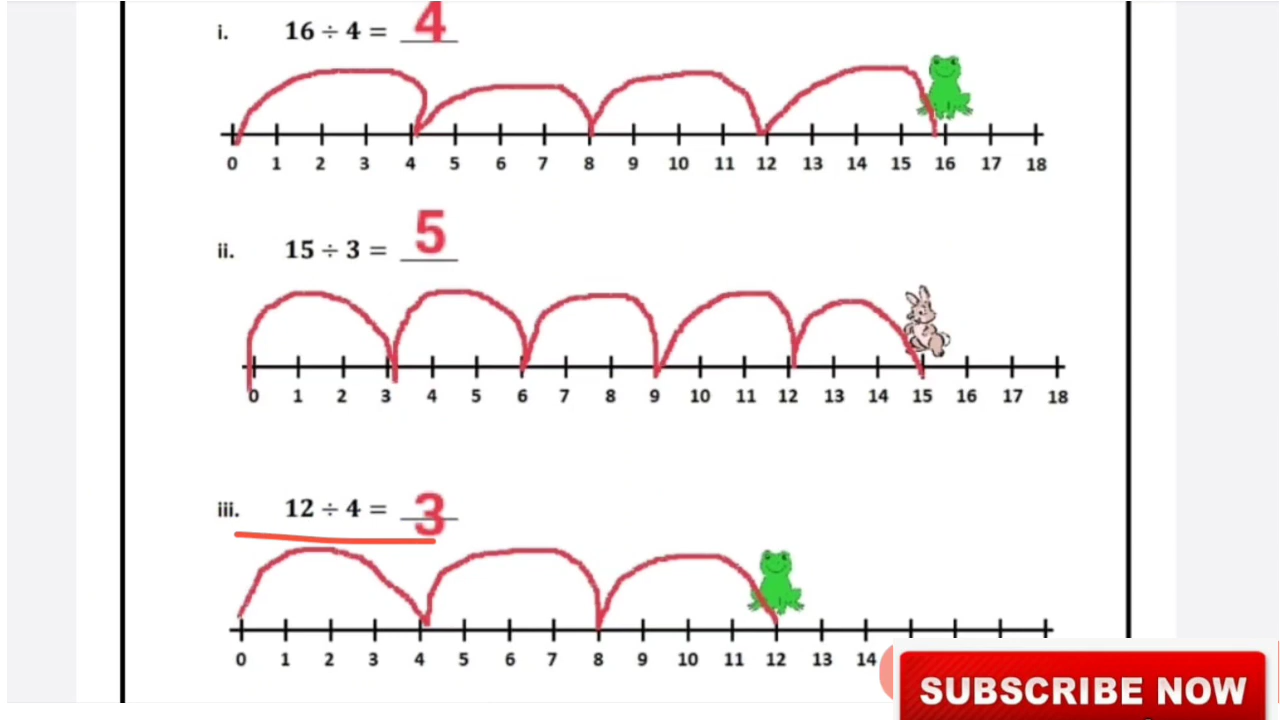 i. 16 ÷ 4 = 4
0 1 2 3 4 5 6 7 8 9 10 11 12 13 14 15 16 17 18
ii. 15 ÷ 3 = 5
0 1 2 3 4 5 6 7 8 9 10 11 12 13 14 15 16 17 18
iii. 12 ÷ 4 = 3
0 1 2 3 4 5 6 7 8 9 10 11 12 13 14
SUBSCRIBE NOW